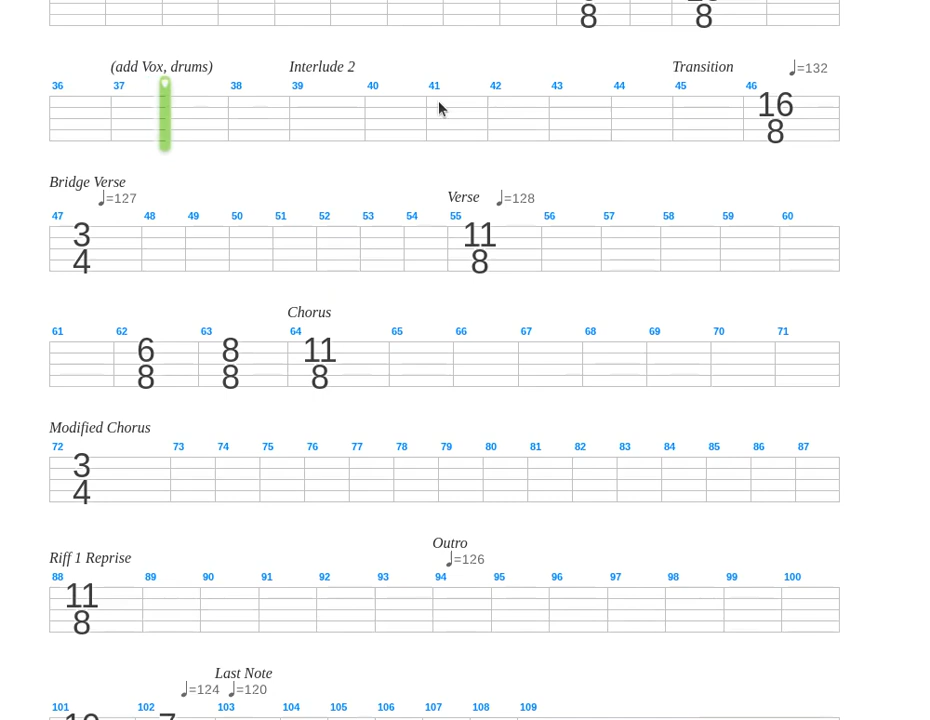 8 8
(add Vox, drums) Interlude 2 Transition ♩=132
36 37 38 39 40 41 42 43 44 45 46
16
8
Bridge Verse
♩=127 Verse ♩=128
47 48 49 50 51 52 53 54 55 56 57 58 59 60
3 11
4 8
Chorus
61 62 63 64 65 66 67 68 69 70 71
6 8 11
8 8 8
Modified Chorus
72 73 74 75 76 77 78 79 80 81 82 83 84 85 86 87
3
4
Outro
Riff 1 Reprise ♩=126
88 89 90 91 92 93 94 95 96 97 98 99 100
11
8
Last Note
♩=124 ♩=120
101 102 103 104 105 106 107 108 109
7